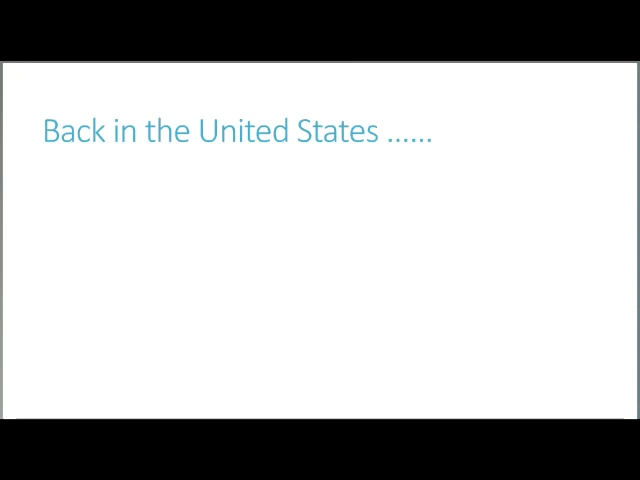 Back in the United States ......